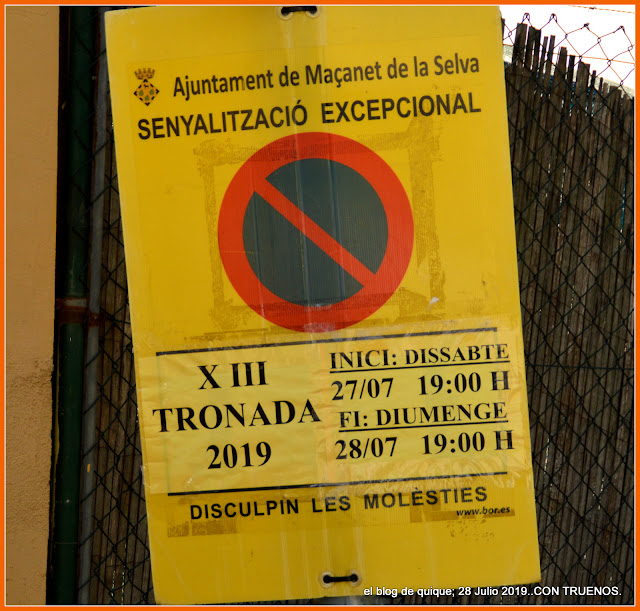 Ajuntament de Maçanet de la Selva
SENYALITZACIÓ EXCEPCIONAL
X III
TRONADA
2019
INICI: DISSABTE
27/07 19:00 H
FI: DIUMENGE
28/07 19:00 H
DISCULPIN LES MOLÈSTIES
www.bor.es
el blog de quique; 28 Julio 2019..CON TRUENOS.